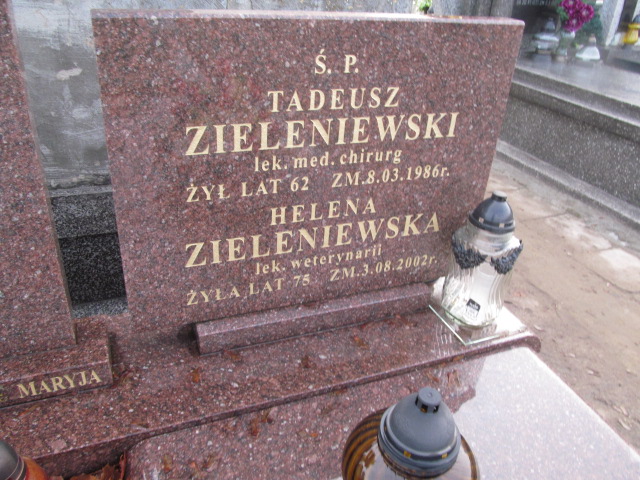 Ś. P.
TADEUSZ
ZIELENIEWSKI
lek. med. chirurg
ŻYŁ LAT 62 ZM.8.03.1986r.
HELENA
ZIELENIEWSKA
lek. weterynarii
ŻYŁA LAT 75 ZM.3.08.2002r.
MARYJA